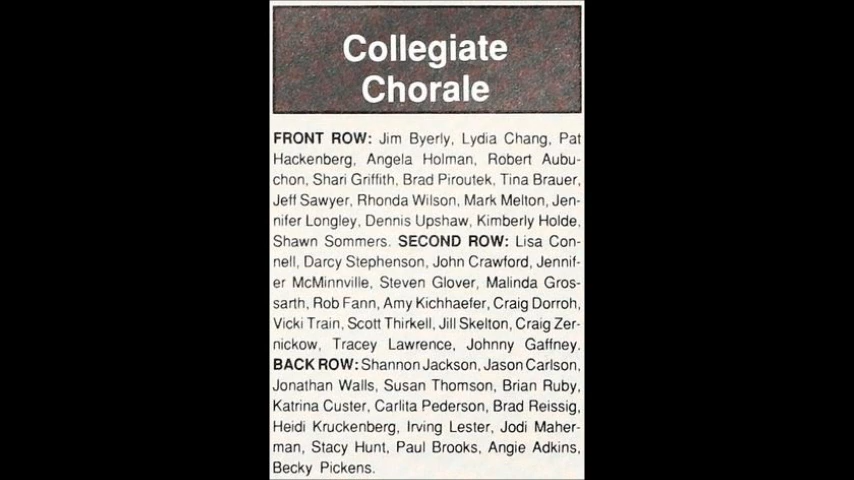 Collegiate
Chorale
FRONT ROW: Jim Byerly, Lydia Chang, Pat
Hackenberg, Angela Holman, Robert Aubu-
chon, Shari Griffith, Brad Piroutek, Tina Brauer,
Jeff Sawyer, Rhonda Wilson, Mark Melton, Jen-
nifer Longley, Dennis Upshaw, Kimberly Holde,
Shawn Sommers. SECOND ROW: Lisa Con-
nell, Darcy Stephenson, John Crawford, Jennif-
er McMinnville, Steven Glover, Malinda Gros-
sarth, Rob Fann, Amy Kichhaefer, Craig Dorroh,
Vicki Train, Scott Thirkell, Jill Skelton, Craig Zer-
nickow, Tracey Lawrence, Johnny Gaffney.
BACK ROW: Shannon Jackson, Jason Carlson,
Jonathan Walls, Susan Thomson, Brian Ruby,
Katrina Custer, Carlita Pederson, Brad Reissig,
Heidi Kruckenberg, Irving Lester, Jodi Maher-
man, Stacy Hunt, Paul Brooks, Angie Adkins,
Becky Pickens.